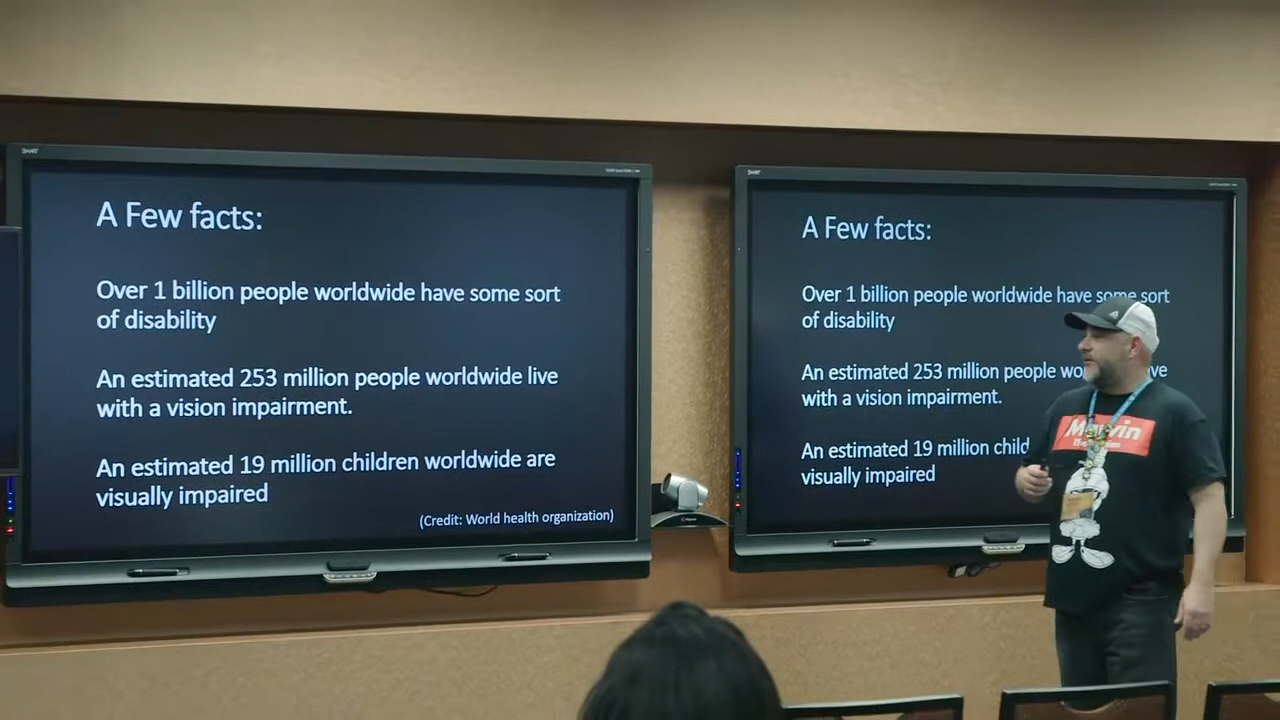 SMART
A Few facts:
Over 1 billion people worldwide have some sort
of disability
An estimated 253 million people worldwide live
with a vision impairment.
An estimated 19 million children worldwide are
visually impaired
(Credit: World health organization)
SMART
A Few facts:
Over 1 billion people worldwide have some sort
of disability
An estimated 253 million people
with a vision impairment.
An estimated 19 million
visually impaired
Marvin